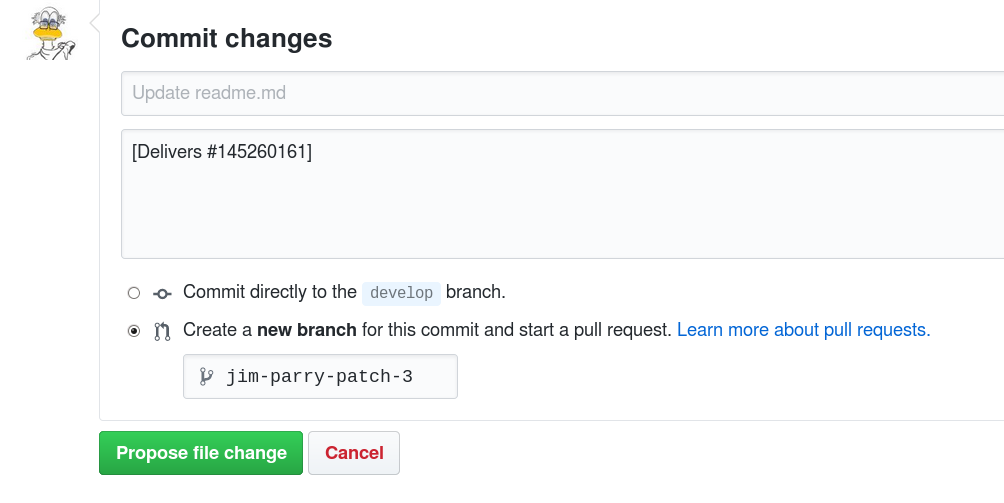 Commit changes
Update readme.md
[Delivers #145260161]
Commit directly to the develop branch.
Create a new branch for this commit and start a pull request. Learn more about pull requests.
jim-parry-patch-3
Propose file change Cancel